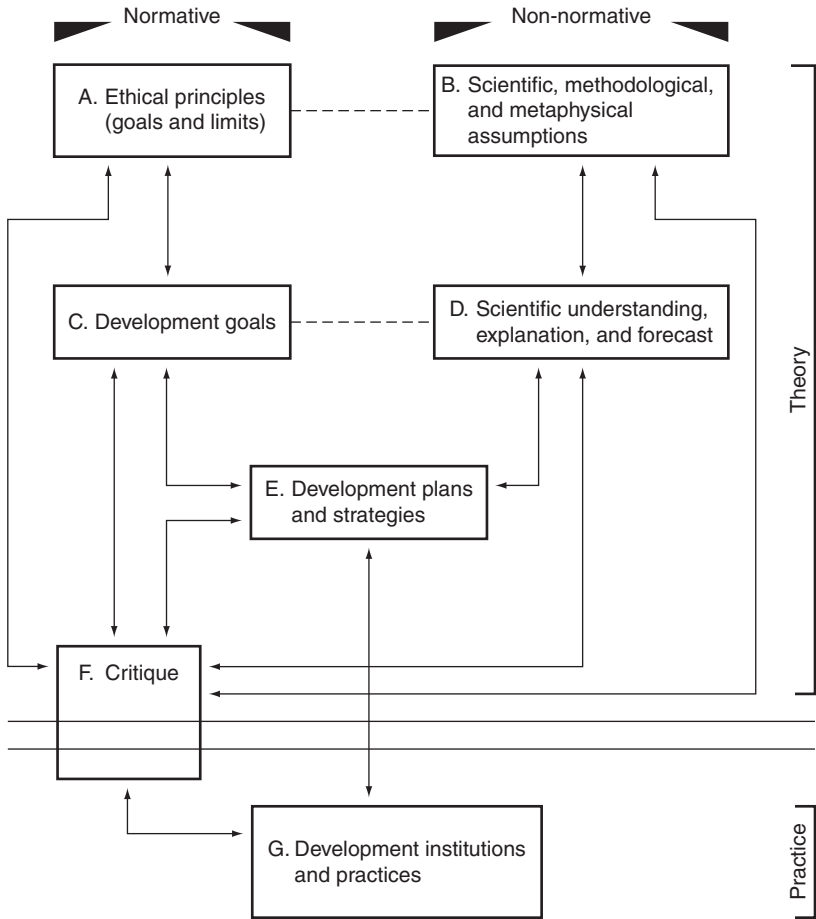 Normative
Non-normative
A. Ethical principles
(goals and limits)
B. Scientific, methodological,
and metaphysical
assumptions
C. Development goals
D. Scientific understanding,
explanation, and forecast
Theory
E. Development plans
and strategies
F. Critique
G. Development institutions
and practices
Practice